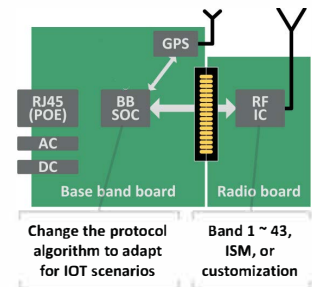 GPS
RJ45
(POE)
BB
SOC
RF
IC
AC
DC
Base band board
Radio board
Change the protocol
algorithm to adapt
for IOT scenarios
Band 1 ~ 43,
ISM, or
customization